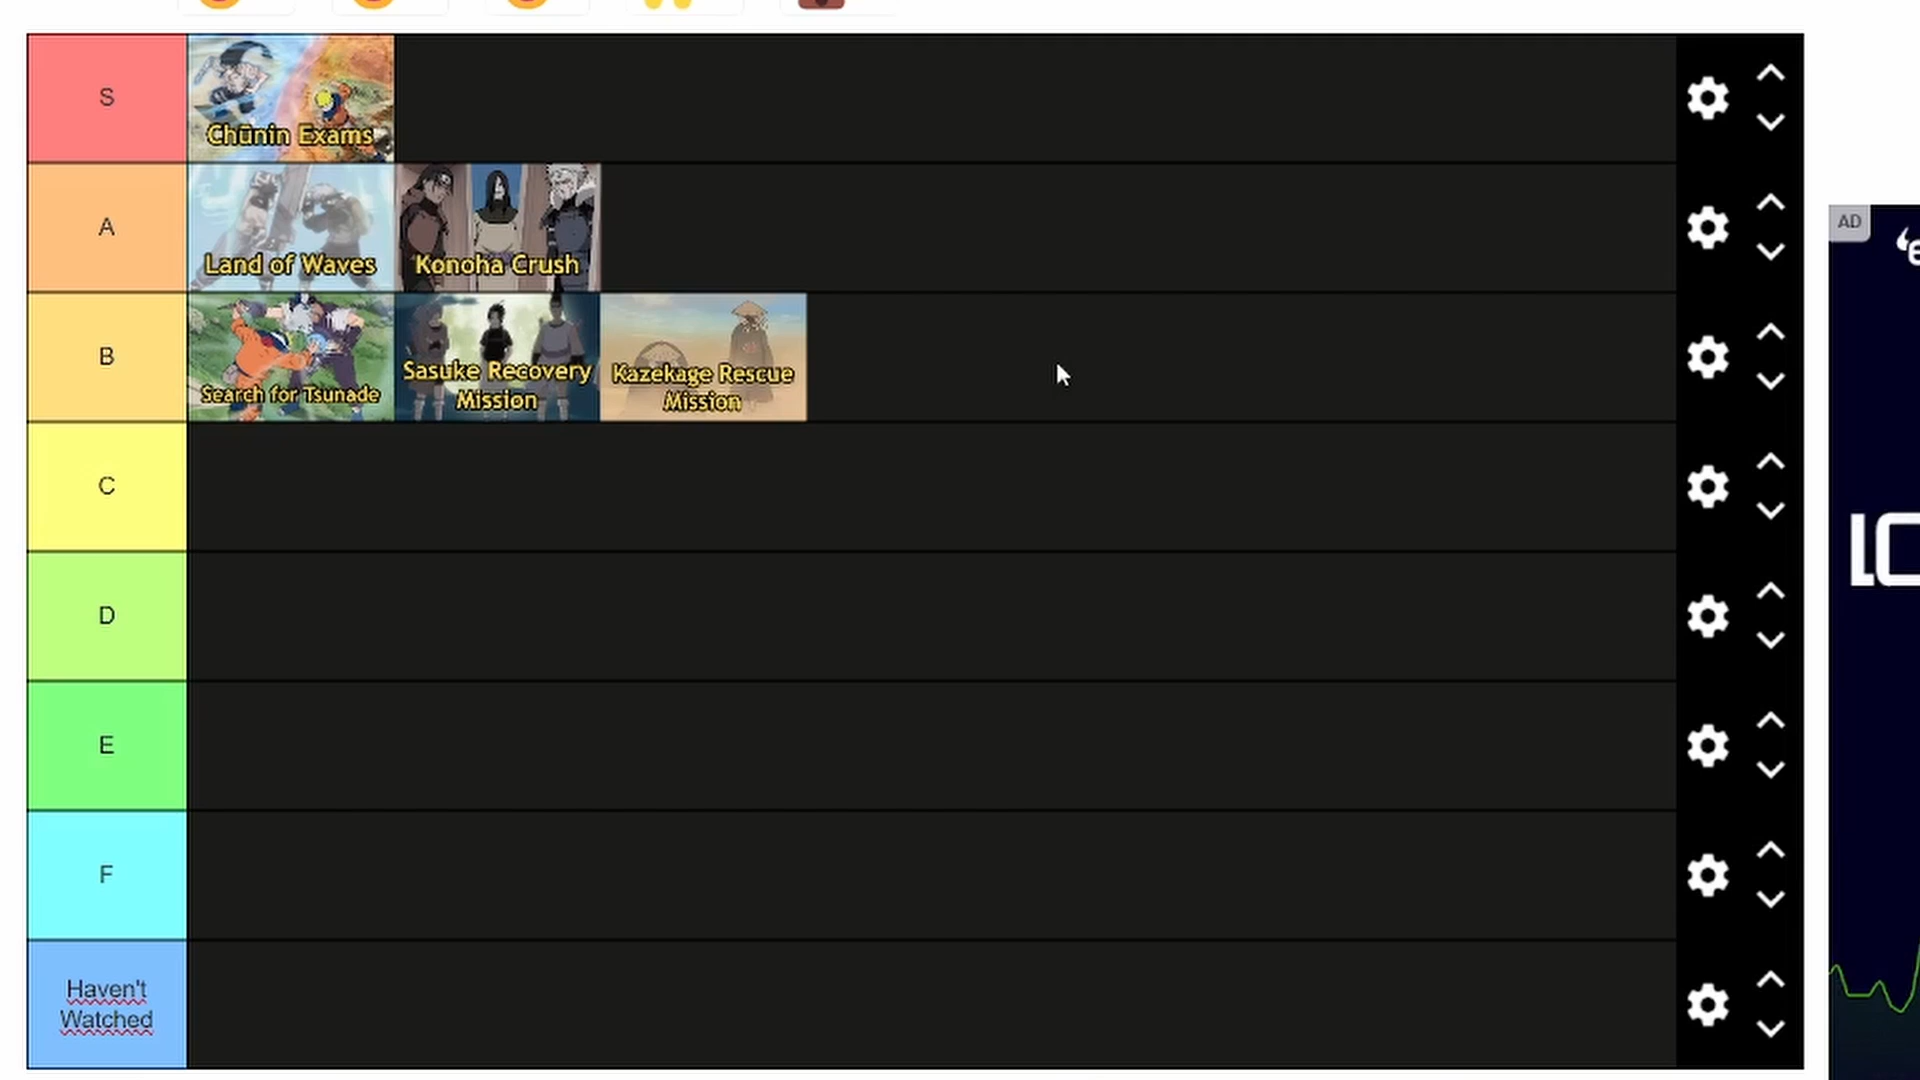 S
Chūnin Exams
A
Land of Waves
Konoha Crush
AD
B
Search for Tsunade
Sasuke Recovery
Mission
Kazekage Rescue
Mission
C
D
E
F
Haven't
Watched